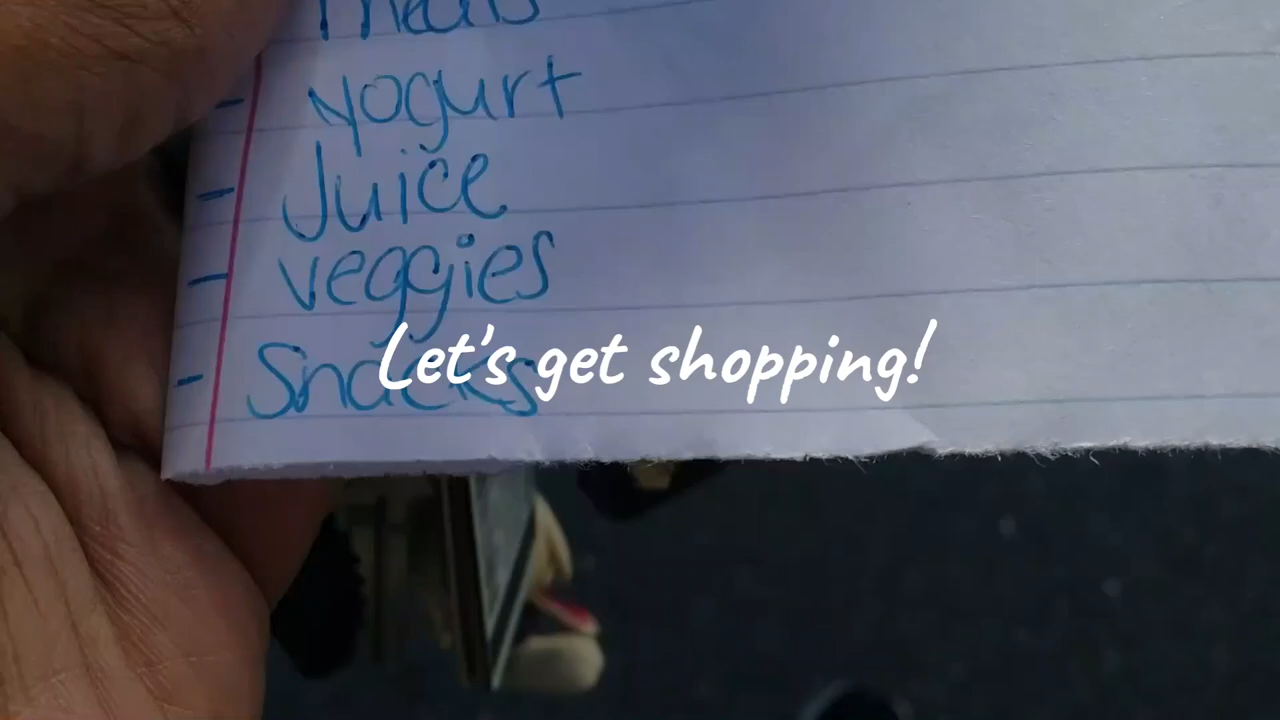 - yogurt
- Juice
- veggies
- Snacks
Let's get shopping!